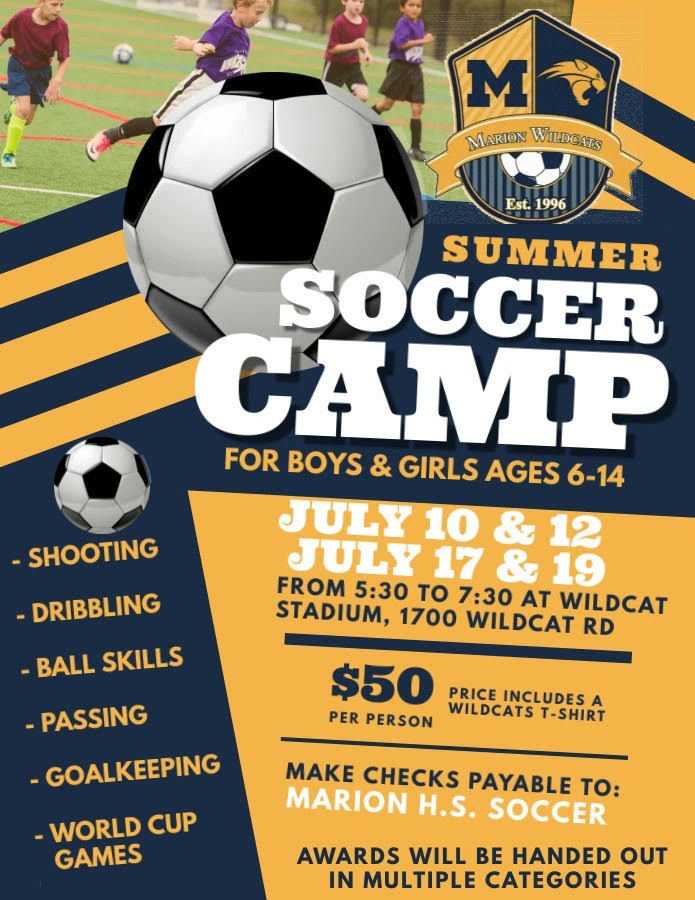 M
MARION WILDCATS
Est. 1996
SUMMER
SOCCER
CAMP
FOR BOYS & GIRLS AGES 6-14
- SHOOTING
- DRIBBLING
- BALL SKILLS
- PASSING
- GOALKEEPING
- WORLD CUP
GAMES
JULY 10 & 12
JULY 17 & 19
FROM 5:30 TO 7:30 AT WILDCAT
STADIUM, 1700 WILDCAT RD
$50
PER PERSON
PRICE INCLUDES A
WILDCATS T-SHIRT
MAKE CHECKS PAYABLE TO:
MARION H.S. SOCCER
AWARDS WILL BE HANDED OUT
IN MULTIPLE CATEGORIES